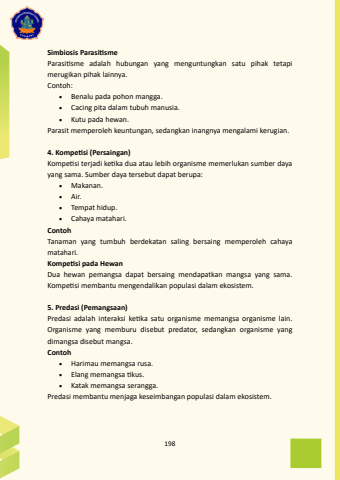 Simbiosis Parasitisme
Parasitisme adalah hubungan yang menguntungkan satu pihak tetapi
merugikan pihak lainnya.
Contoh:
• Benalu pada pohon mangga.
• Cacing pita dalam tubuh manusia.
• Kutu pada hewan.
Parasit memperoleh keuntungan, sedangkan inangnya mengalami kerugian.
4. Kompetisi (Persaingan)
Kompetisi terjadi ketika dua atau lebih organisme memerlukan sumber daya
yang sama. Sumber daya tersebut dapat berupa:
• Makanan.
• Air.
• Tempat hidup.
• Cahaya matahari.
Contoh
Tanaman yang tumbuh berdekatan saling bersaing memperoleh cahaya
matahari.
Kompetisi pada Hewan
Dua hewan pemangsa dapat bersaing mendapatkan mangsa yang sama.
Kompetisi membantu mengendalikan populasi dalam ekosistem.
5. Predasi (Pemangsaan)
Predasi adalah interaksi ketika satu organisme memangsa organisme lain.
Organisme yang memburu disebut predator, sedangkan organisme yang
dimangsa disebut mangsa.
Contoh
• Harimau memangsa rusa.
• Elang memangsa tikus.
• Katak memangsa serangga.
Predasi membantu menjaga keseimbangan populasi dalam ekosistem.
198